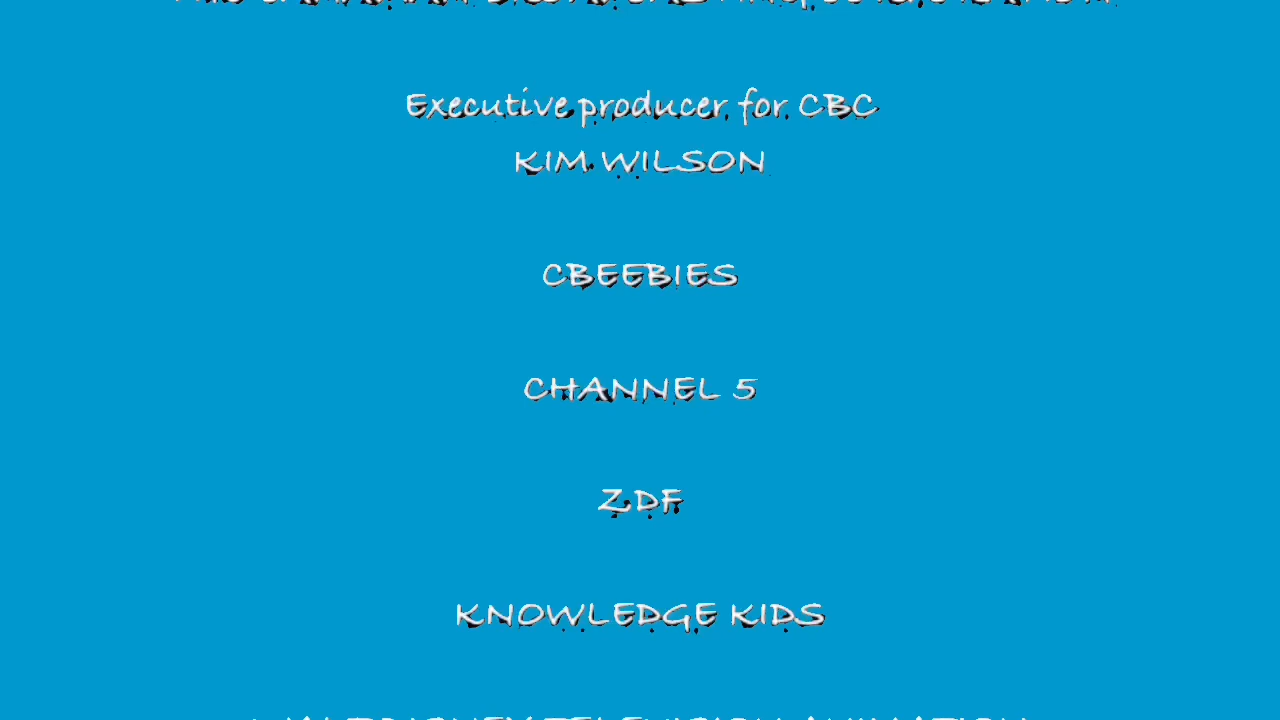 Executive producer for CBC
KIM WILSON
CBEEBIES
CHANNEL 5
ZDF
KNOWLEDGE KIDS